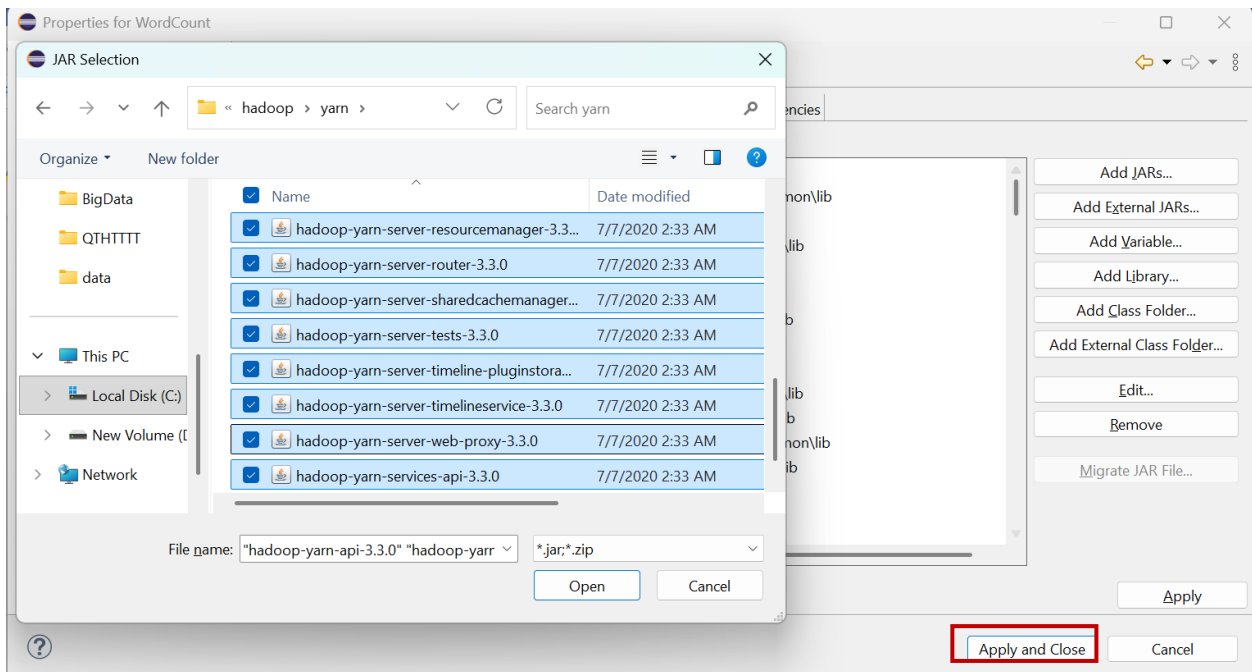 Properties for WordCount
JAR Selection
« hadoop › yarn ›
Search yarn
encies
Organize
New folder
BigData
QTHTTTT
data
This PC
Local Disk (C:)
New Volume (D
Network
Name
Date modified
hadoop-yarn-server-resourcemanager-3.3... 7/7/2020 2:33 AM
hadoop-yarn-server-router-3.3.0 7/7/2020 2:33 AM
hadoop-yarn-server-sharedcachemanager... 7/7/2020 2:33 AM
hadoop-yarn-server-tests-3.3.0 7/7/2020 2:33 AM
hadoop-yarn-server-timeline-pluginstora... 7/7/2020 2:33 AM
hadoop-yarn-server-timelineservice-3.3.0 7/7/2020 2:33 AM
hadoop-yarn-server-web-proxy-3.3.0 7/7/2020 2:33 AM
hadoop-yarn-services-api-3.3.0 7/7/2020 2:33 AM
File name:
"hadoop-yarn-api-3.3.0" "hadoop-yarr
*.jar;*.zip
Open
Cancel
mon\lib
\lib
b
\lib
b
non\lib
ib
Add JARs...
Add External JARs...
Add Variable...
Add Library...
Add Class Folder...
Add External Class Folder...
Edit...
Remove
Migrate JAR File...
Apply
Apply and Close
Cancel